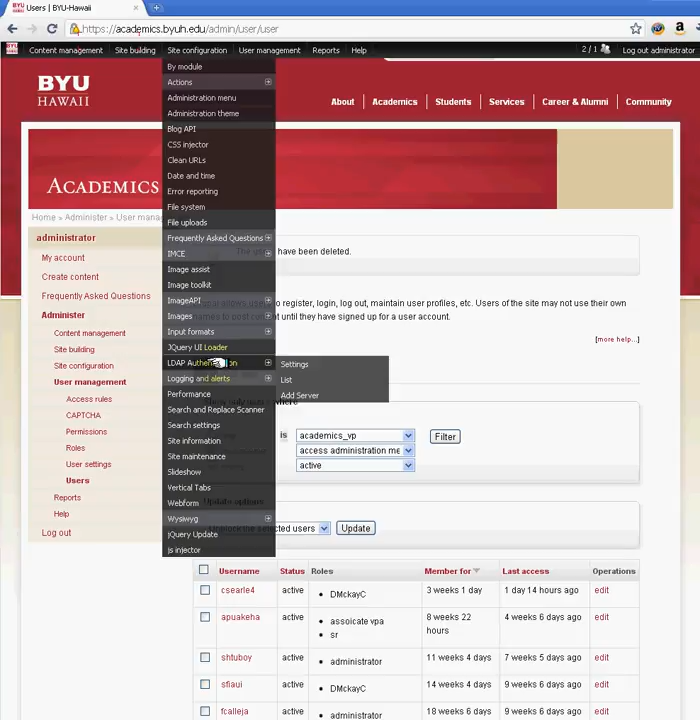 Users | BYU-Hawaii
https://academics.byuh.edu/admin/user/user
Content management
Site building
Site configuration
User management
Reports
Help
2 / 1
Log out administrator
BYU
HAWAII
About
Academics
Students
Services
Career & Alumni
Community
ACADEMICS
Home » Administer » User
administrator
My account
Create content
Frequently Asked Questions
Administer
Content management
Site building
Site configuration
User management
Access rules
CAPTCHA
Permissions
Roles
User settings
Users
Reports
Help
Log out
By module
Actions
Administration menu
Administration theme
Blog API
CSS injector
Clean URLs
Date and time
Error reporting
File system
File uploads
Frequently Asked Questions
IMCE
Image assist
Image toolkit
ImageAPI
Images
Input formats
JQuery UI Loader
LDAP
Logging and alerts
Performance
Search and Replace Scanner
Search settings
Site information
Site maintenance
Slideshow
Vertical Tabs
Webform
Wysiwyg
jQuery Update
js injector
Settings
List
Add Server
have been deleted.
register, login, log out, maintain user profiles, etc. Users of the site may not use their own
until they have signed up for a user account.
[more help...]
is
academics_vp
access administration me
active
Filter
Update options
the selected users
Update
Username Status Roles Member for Last access Operations
csearle4 active • DMckayC 3 weeks 1 day 1 day 14 hours ago edit
apuakeha active • assoicate vpa • sr 8 weeks 22 hours 4 weeks 6 days ago edit
shtuboy active • administrator 11 weeks 4 days 7 weeks 5 days ago edit
sfiaui active • DMckayC 14 weeks 4 days 9 weeks 6 days ago edit
fcalleja active • administrator 18 weeks 6 days 9 weeks 6 days ago edit